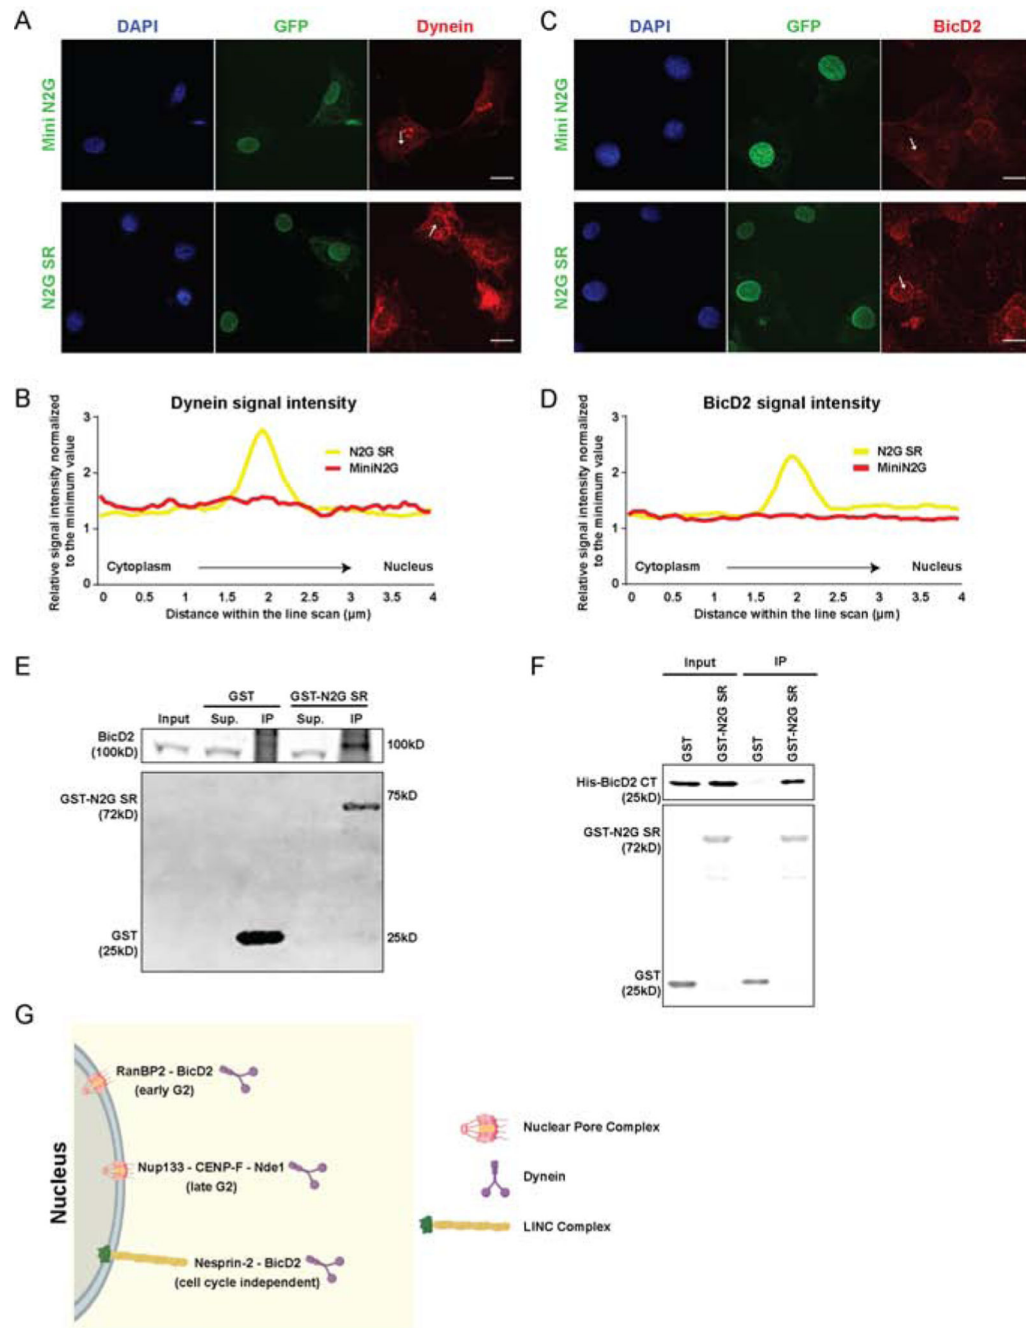 A
DAPI GFP Dynein
Mini N2G
N2G SR
C
DAPI GFP BicD2
Mini N2G
N2G SR
B
Dynein signal intensity
Relative signal intensity normalized
to the minimum value
3
2
1
0
N2G SR
MiniN2G
Cytoplasm Nucleus
0 0.5 1 1.5 2 2.5 3 3.5 4
Distance within the line scan (µm)
D
BicD2 signal intensity
Relative signal intensity normalized
to the minimum value
3
2
1
0
N2G SR
MiniN2G
Cytoplasm Nucleus
0 0.5 1 1.5 2 2.5 3 3.5 4
Distance within the line scan (µm)
E
GST GST-N2G SR
Input Sup. IP Sup. IP
BicD2
(100kD)
100kD
GST-N2G SR
(72kD)
75kD
GST
(25kD)
25kD
F
Input IP
GST GST-N2G SR GST GST-N2G SR
His-BicD2 CT
(25kD)
GST-N2G SR
(72kD)
GST
(25kD)
G
Nucleus
RanBP2 - BicD2
(early G2)
Nup133 - CENP-F - Nde1
(late G2)
Nesprin-2 - BicD2
(cell cycle independent)
Nuclear Pore Complex
Dynein
LINC Complex